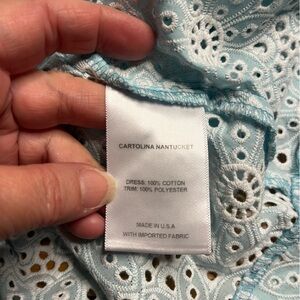 CARTOLINA NANTUCKET
DRESS: 100% COTTON
TRIM: 100% POLYESTER
MADE IN U.S.A
WITH IMPORTED FABRIC